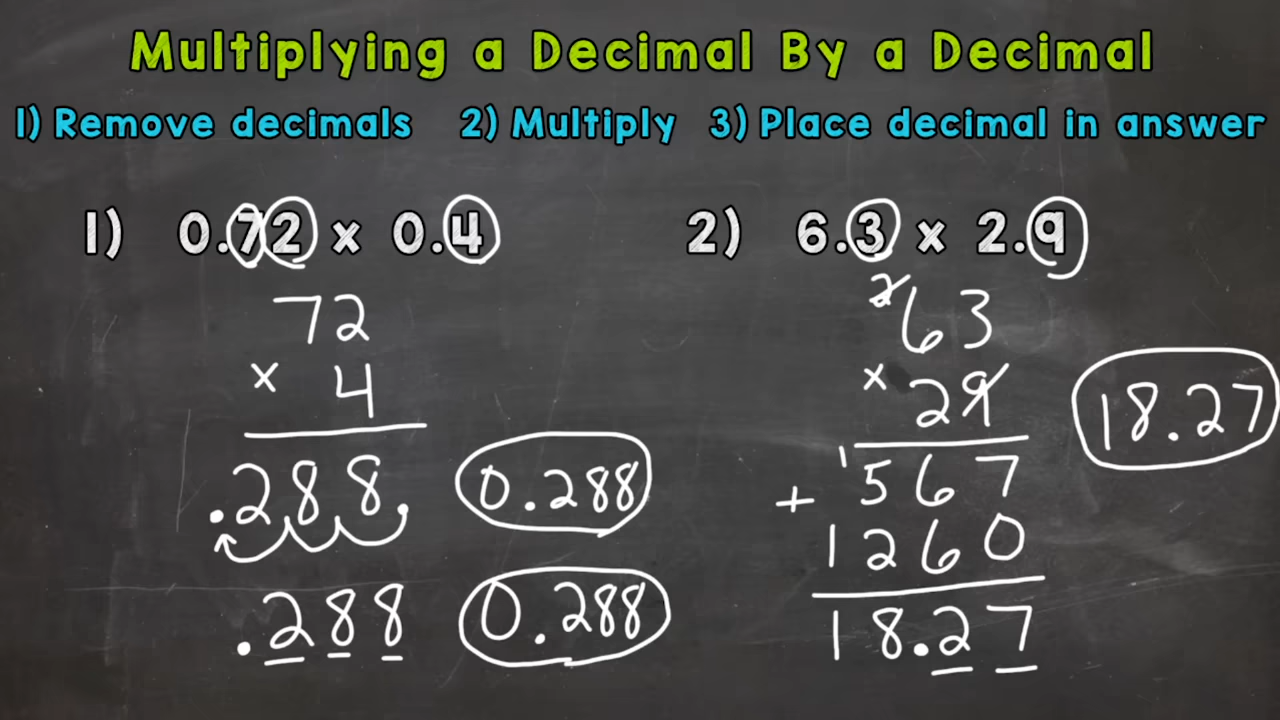 Multiplying a Decimal By a Decimal
1) Remove decimals 2) Multiply 3) Place decimal in answer
1) 0.72 x 0.4
72
x 4
.288.
0.288
.288
0.288
2) 6.3 x 2.9
2
63
x 29
1
567
+
1260
18.27
18.27